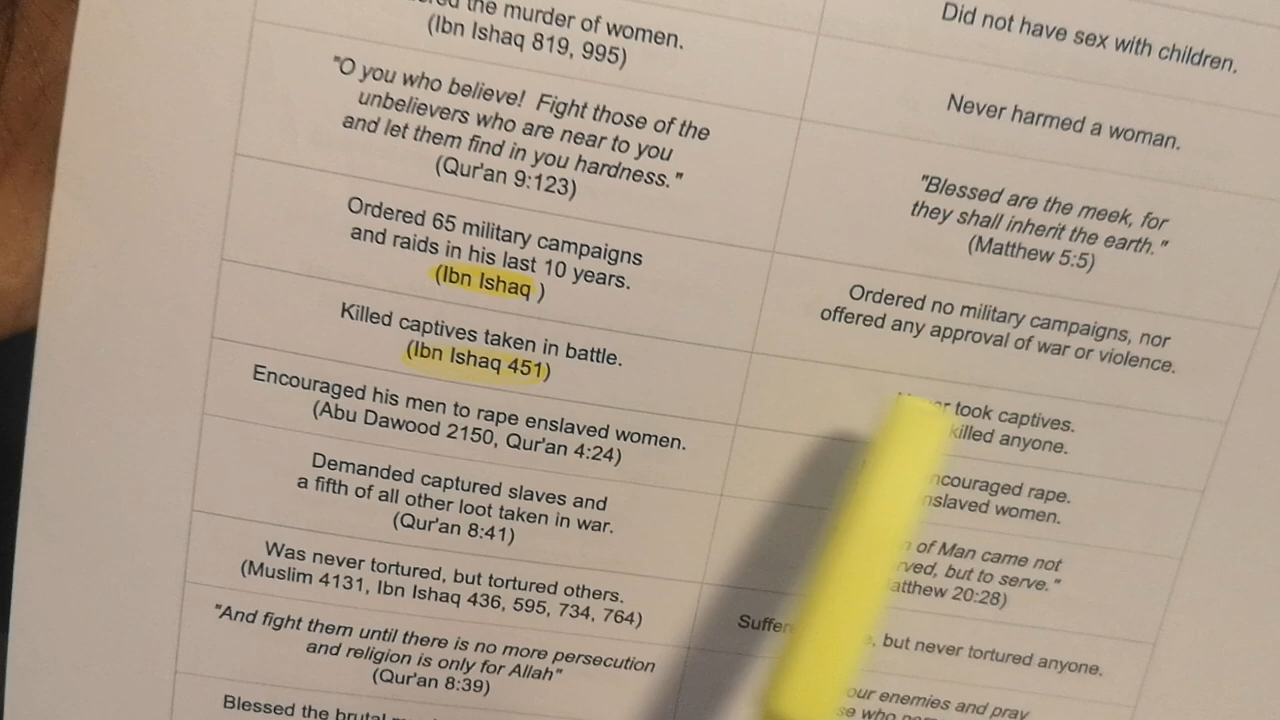 the murder of women.
(Ibn Ishaq 819, 995)
"O you who believe! Fight those of the
unbelievers who are near to you
and let them find in you hardness."
(Qur'an 9:123)
Ordered 65 military campaigns
and raids in his last 10 years.
(Ibn Ishaq )
Killed captives taken in battle.
(Ibn Ishaq 451)
Encouraged his men to rape enslaved women.
(Abu Dawood 2150, Qur'an 4:24)
Demanded captured slaves and
a fifth of all other loot taken in war.
(Qur'an 8:41)
Was never tortured, but tortured others.
(Muslim 4131, Ibn Ishaq 436, 595, 734, 764)
"And fight them until there is no more persecution
and religion is only for Allah"
(Qur'an 8:39)
Blessed the
Did not have sex with children.
Never harmed a woman.
"Blessed are the meek, for
they shall inherit the earth."
(Matthew 5:5)
Ordered no military campaigns, nor
offered any approval of war or violence.
took captives.
killed anyone.
rape.
women.
of Man came not
but to serve."
20:28)
but never tortured anyone.
enemies and pray